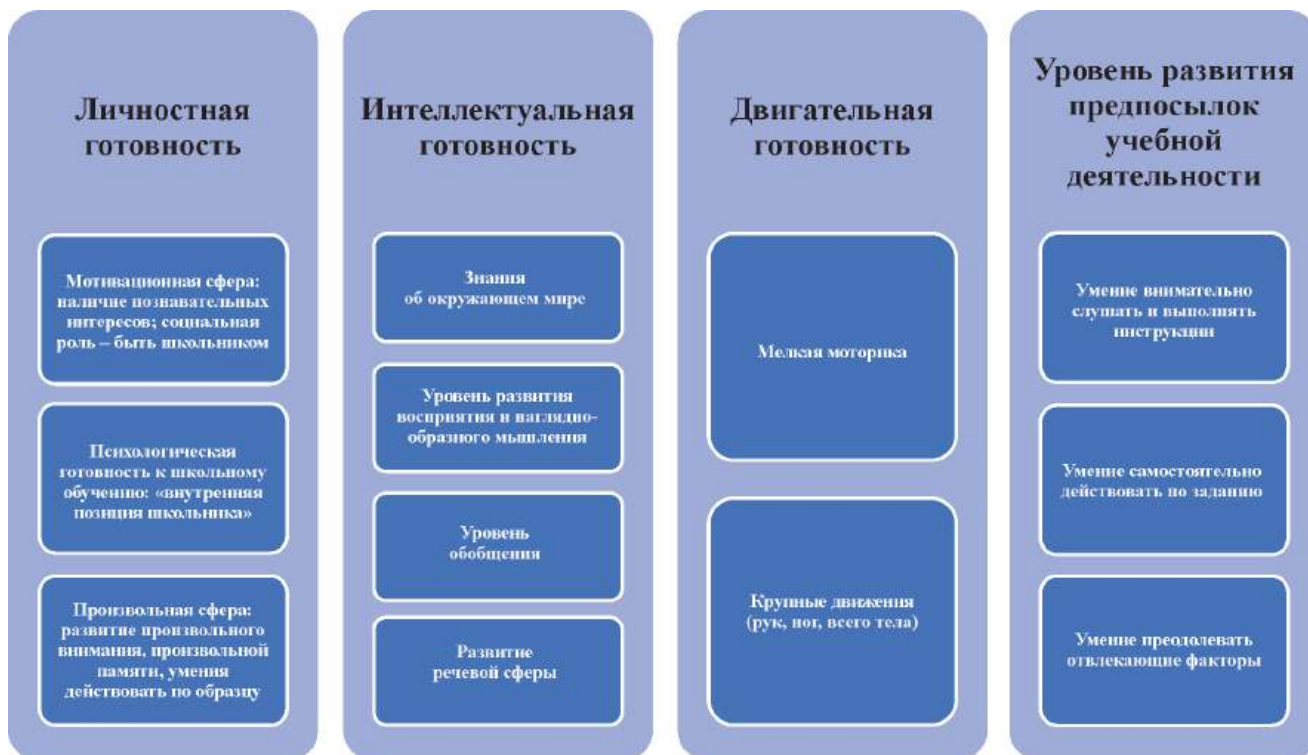 Личностная
готовность
Мотивационная сфера:
наличие познавательных
интересов; социальная
роль – быть школьником
Психологическая
готовность к школьному
обучению: «внутренняя
позиция школьника»
Произвольная сфера:
развитие произвольного
внимания, произвольной
памяти, умения
действовать по образцу
Интеллектуальная
готовность
Знания
об окружающем мире
Уровень развития
восприятия и наглядно-
образного мышления
Уровень
обобщения
Развитие
речевой сферы
Двигательная
готовность
Мелкая моторика
Крупные движения
(рук, ног, всего тела)
Уровень развития
предпосылок
учебной
деятельности
Умение внимательно
слушать и выполнять
инструкции
Умение самостоятельно
действовать по заданию
Умение преодолевать
отвлекающие факторы